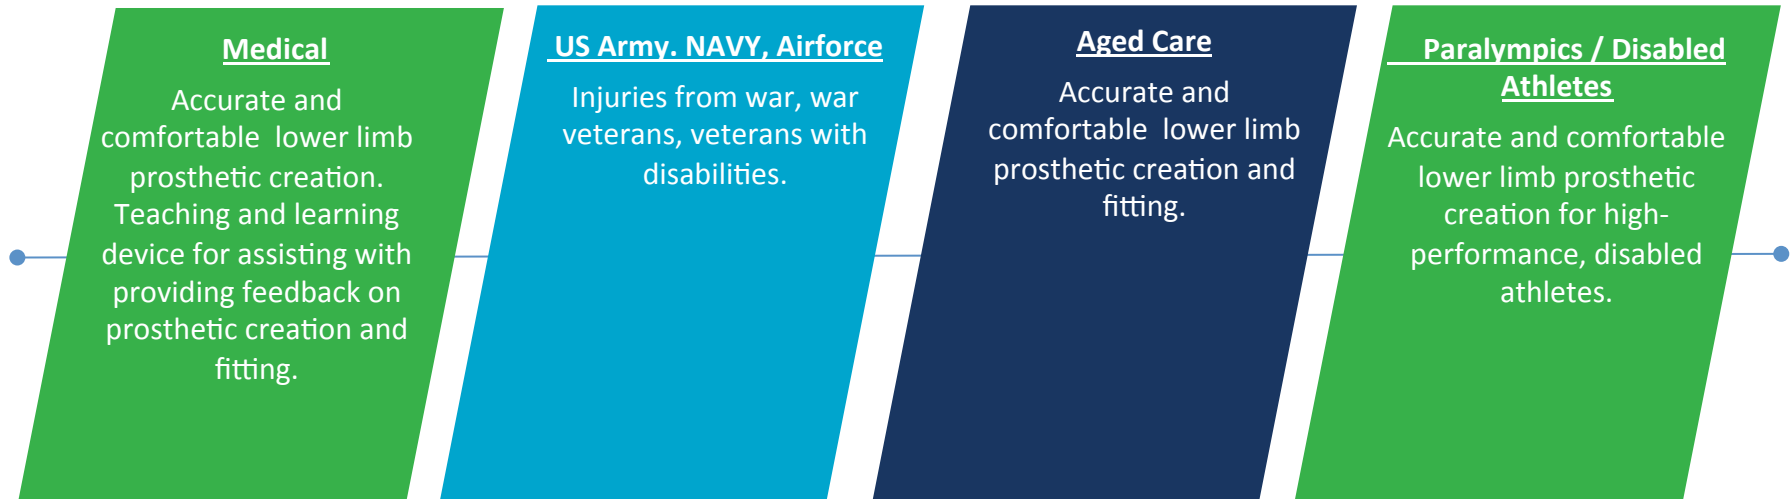 Medical
Accurate and
comfortable lower limb
prosthetic creation.
Teaching and learning
device for assisting with
providing feedback on
prosthetic creation and
fitting.
US Army. NAVY, Airforce
Injuries from war, war
veterans, veterans with
disabilities.
Aged Care
Accurate and
comfortable lower limb
prosthetic creation and
fitting.
Paralympics / Disabled
Athletes
Accurate and comfortable
lower limb prosthetic
creation for high-
performance, disabled
athletes.